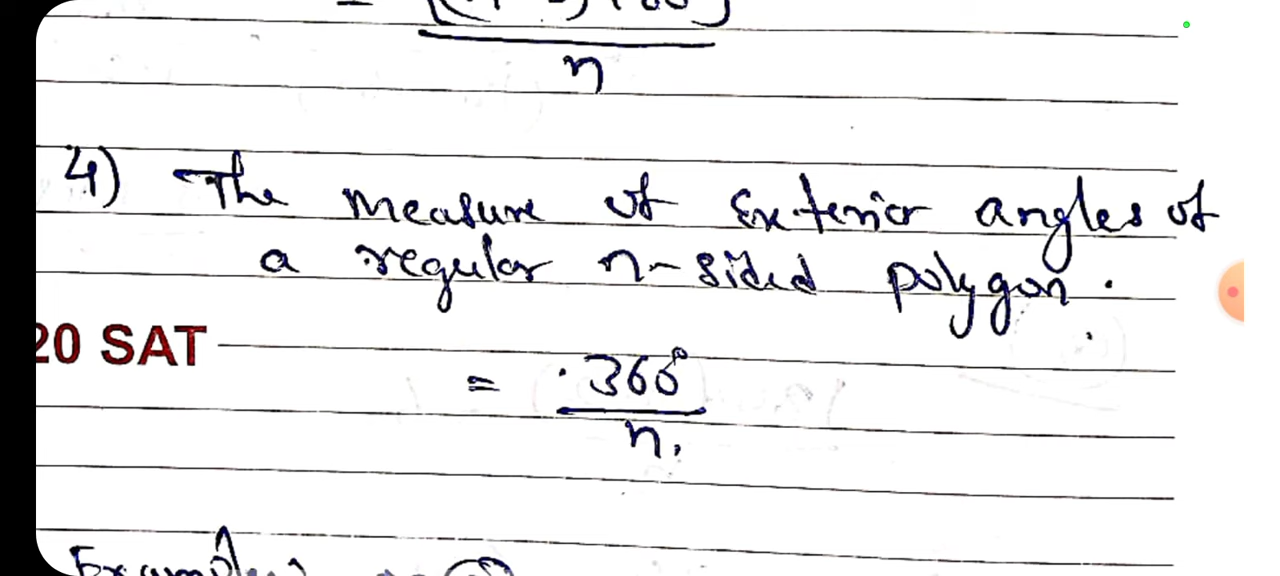 n
4) The measure of Exterior angles of
a regular n-sided polygon.
20 SAT
= 360°
n.